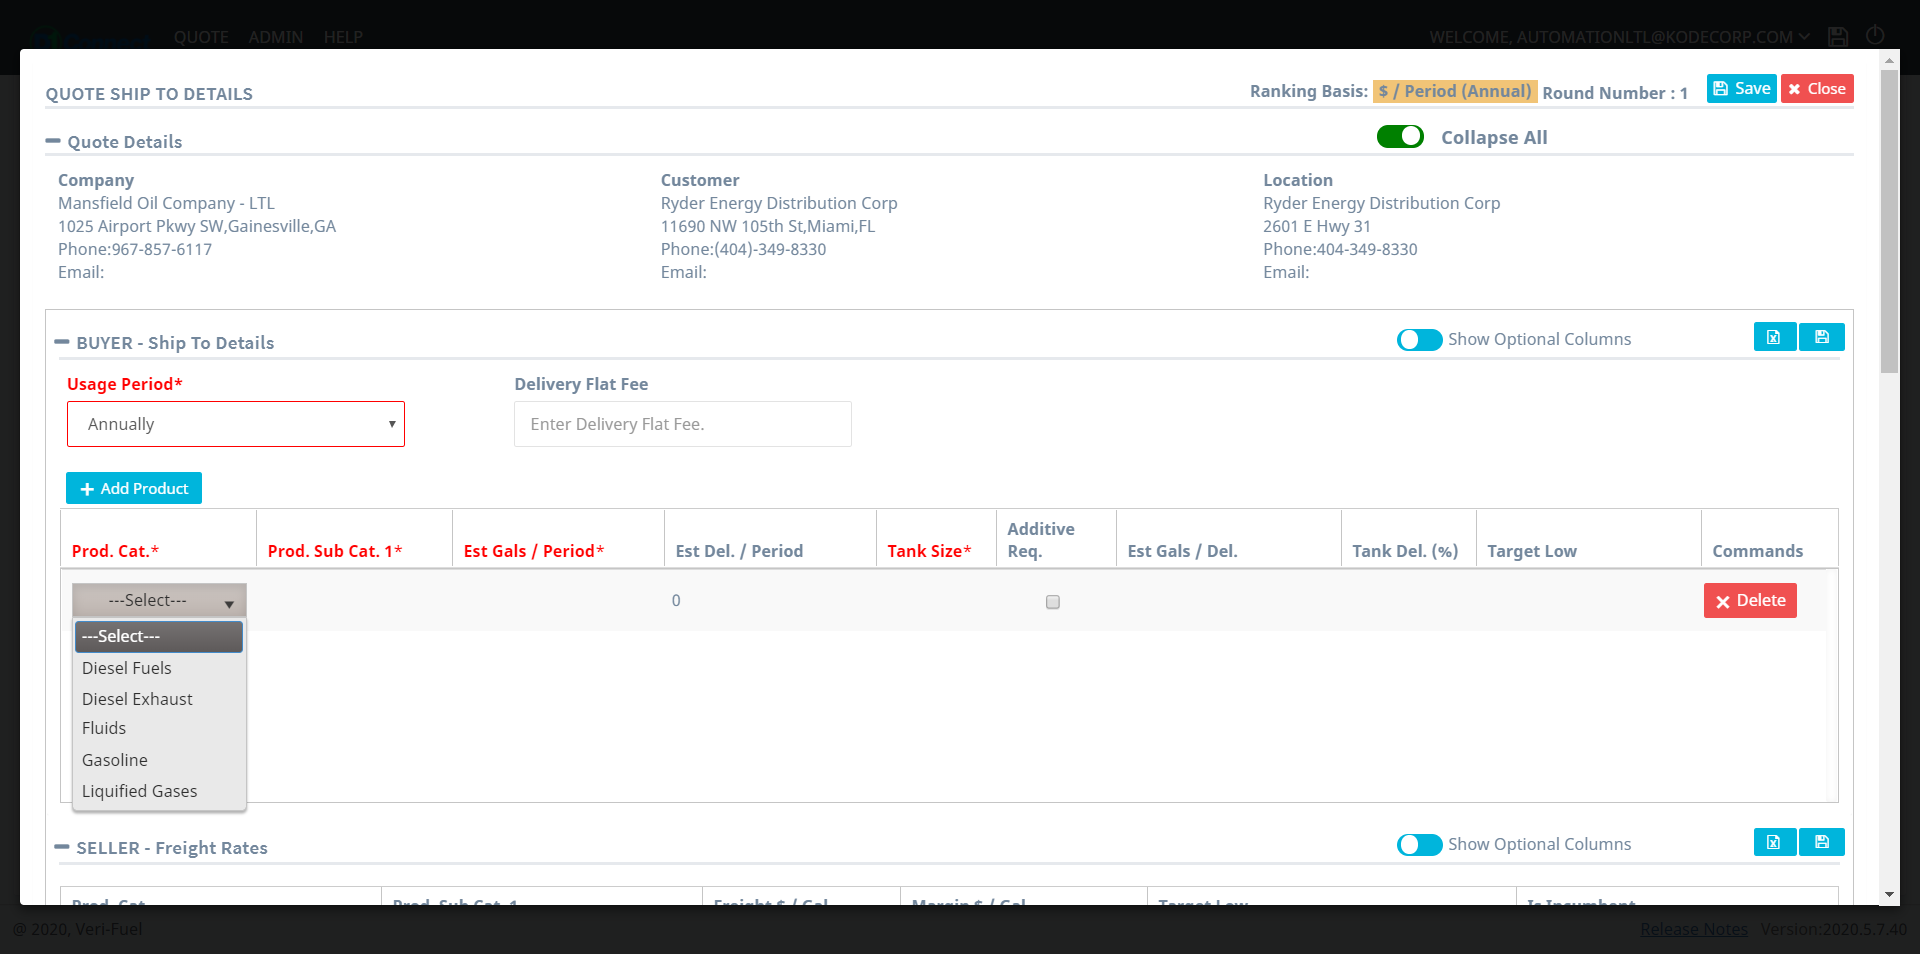 QUOTE ADMIN HELP
WELCOME, AUTOMATIONLTL@KODECORP.COM
QUOTE SHIP TO DETAILS
Ranking Basis: $ / Period (Annual) Round Number : 1
Save
Close
Quote Details
Collapse All
Company
Mansfield Oil Company - LTL
1025 Airport Pkwy SW,Gainesville,GA
Phone:967-857-6117
Email:
Customer
Ryder Energy Distribution Corp
11690 NW 105th St,Miami,FL
Phone:(404)-349-8330
Email:
Location
Ryder Energy Distribution Corp
2601 E Hwy 31
Phone:404-349-8330
Email:
BUYER - Ship To Details
Show Optional Columns
Usage Period*
Annually
Delivery Flat Fee
Enter Delivery Flat Fee.
Add Product
Prod. Cat.*
Prod. Sub Cat. 1*
Est Gals / Period*
Est Del. / Period
Tank Size*
Additive
Req.
Est Gals / Del.
Tank Del. (%)
Target Low
Commands
---Select---
0
Delete
---Select---
Diesel Fuels
Diesel Exhaust
Fluids
Gasoline
Liquified Gases
SELLER - Freight Rates
Show Optional Columns
Prod. Cat.
Prod. Sub Cat. 1
Freight $ / Gal
Margin $ / Gal
Target Low
Is Incumbent
@ 2020, Veri-Fuel
Release Notes Version:2020.5.7.40